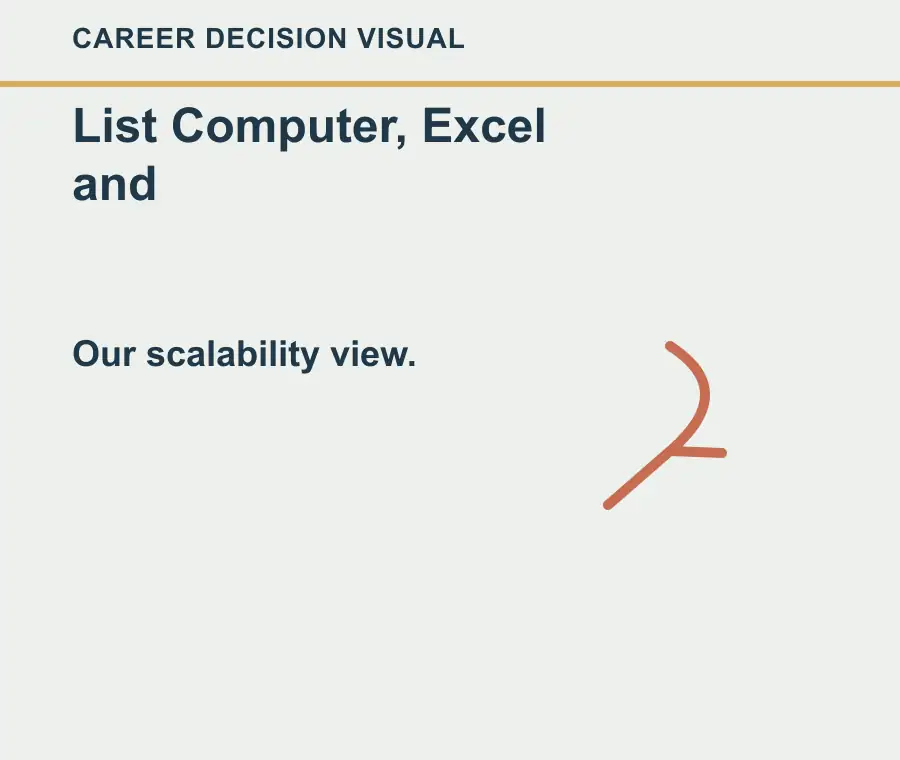 CAREER DECISION VISUAL
List Computer, Excel
and
Our scalability view.